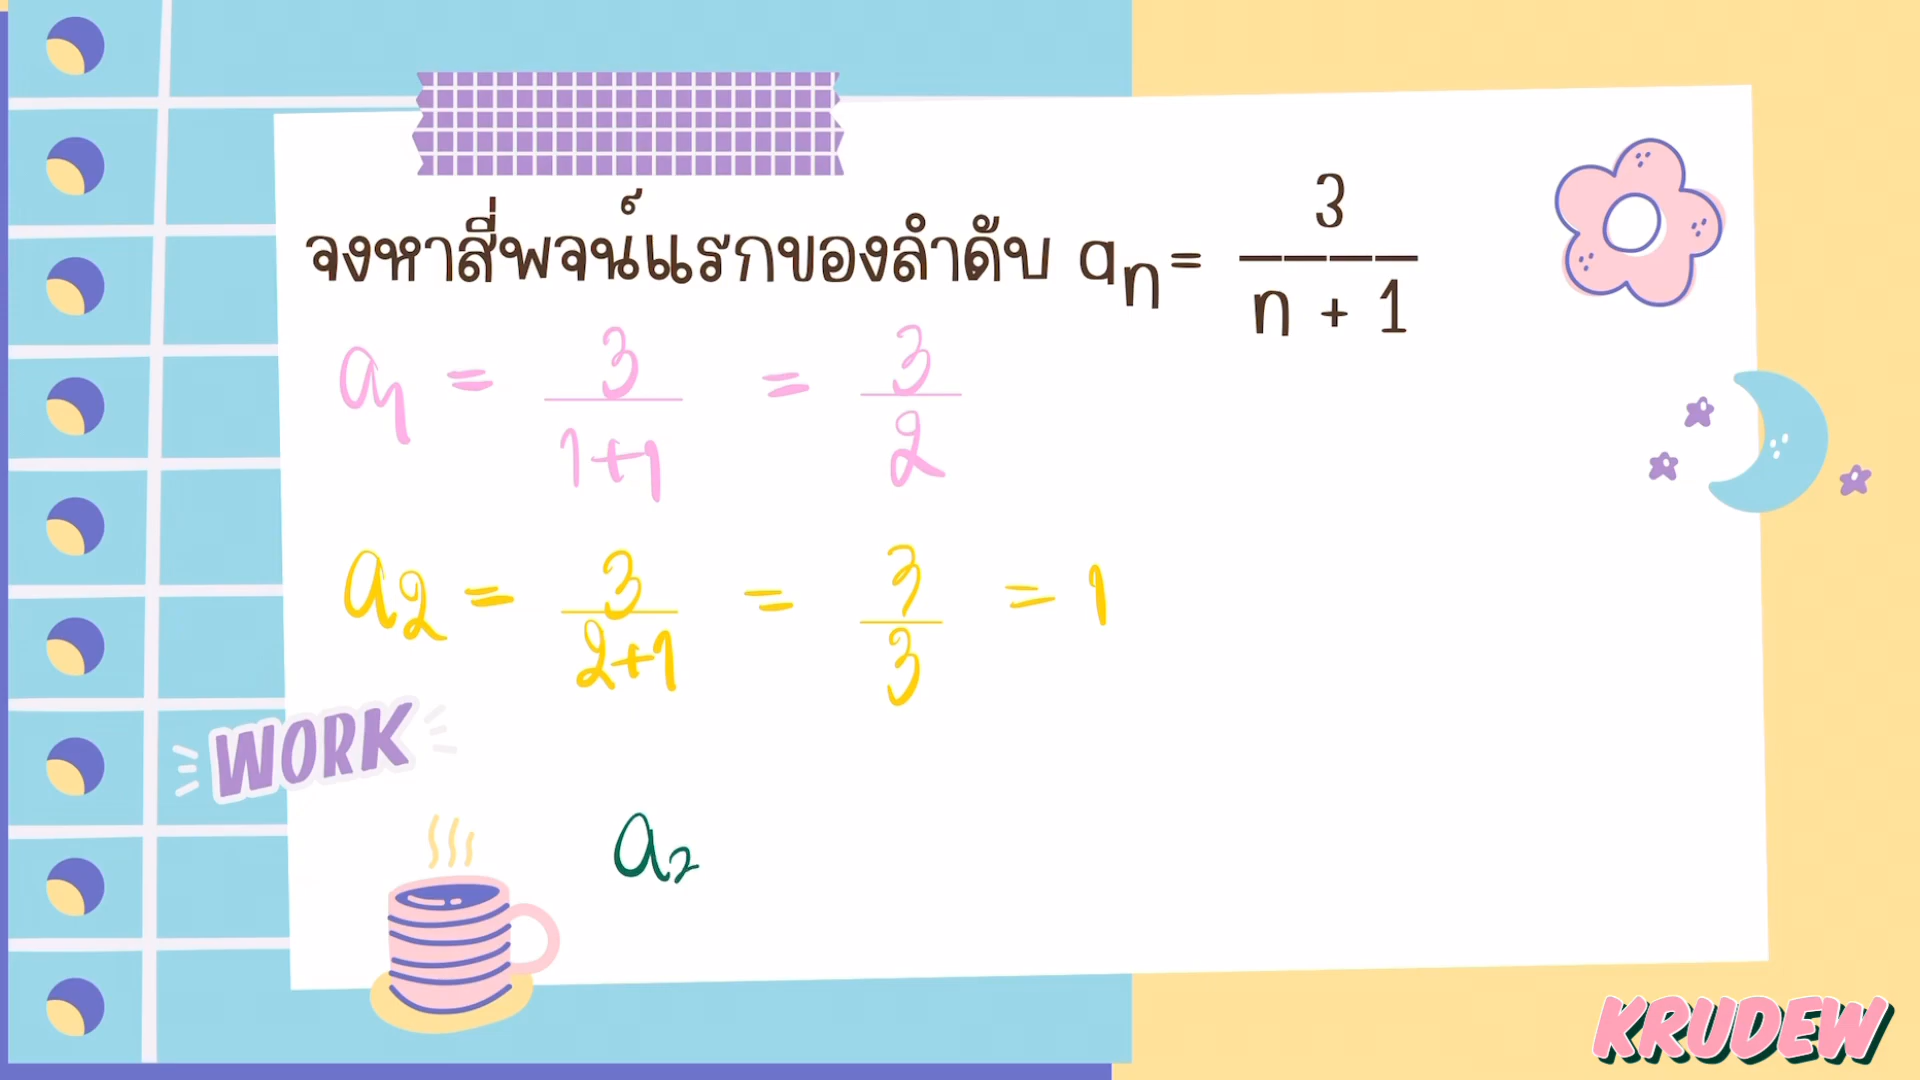 จงหาสี่พจน์แรกของลำดับ aₙ = 3 / (n + 1)
a₁ = 3 / (1+1) = 3 / 2
a₂ = 3 / (2+1) = 3 / 3 = 1
WORK
a₂
KRUDEW